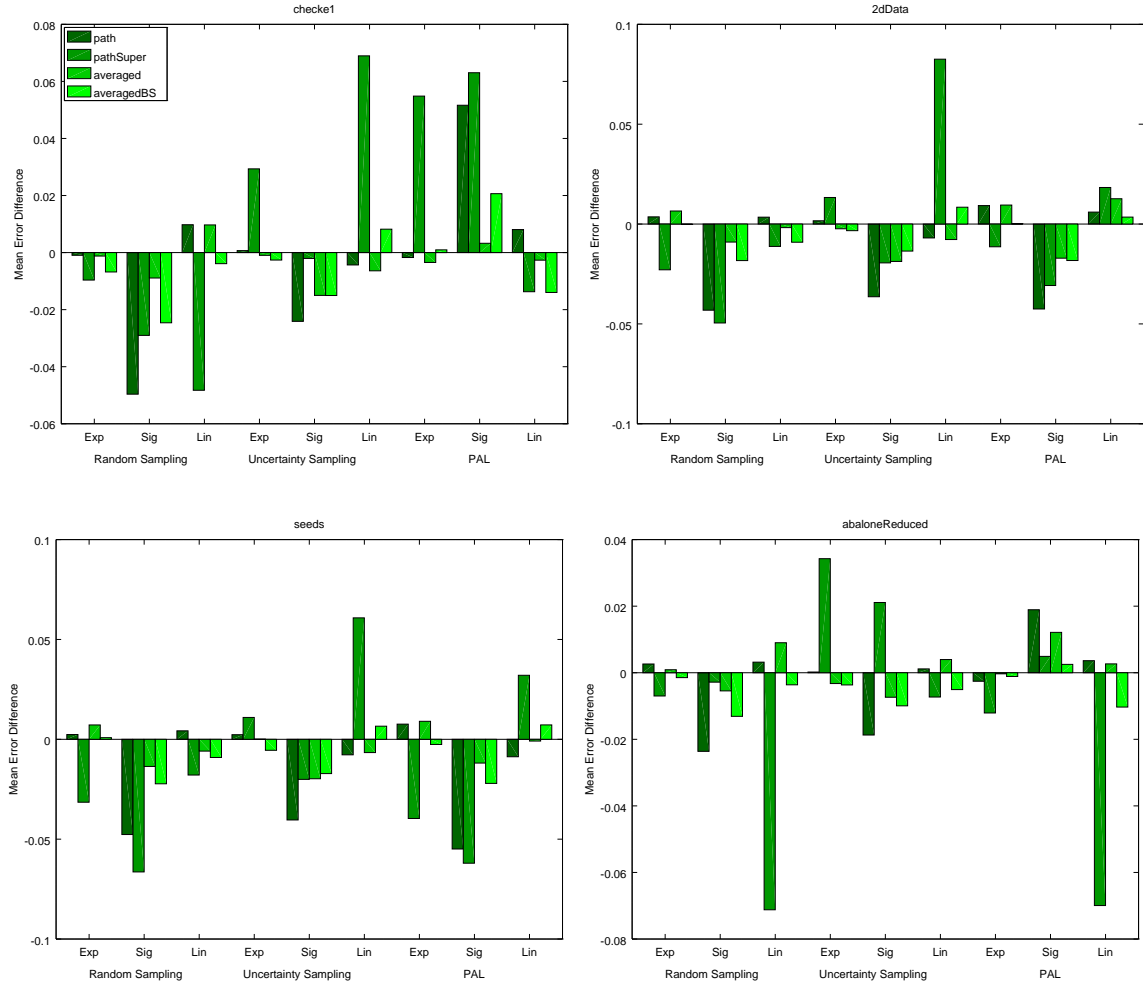 checke1
path
pathSuper
averaged
averagedBS
Mean Error Difference
0.08
0.06
0.04
0.02
0
-0.02
-0.04
-0.06
Exp Sig Lin Exp Sig Lin Exp Sig Lin
Random Sampling Uncertainty Sampling PAL
2dData
Mean Error Difference
0.1
0.05
0
-0.05
-0.1
Exp Sig Lin Exp Sig Lin Exp Sig Lin
Random Sampling Uncertainty Sampling PAL
seeds
Mean Error Difference
0.1
0.05
0
-0.05
-0.1
Exp Sig Lin Exp Sig Lin Exp Sig Lin
Random Sampling Uncertainty Sampling PAL
abaloneReduced
Mean Error Difference
0.04
0.02
0
-0.02
-0.04
-0.06
-0.08
Exp Sig Lin Exp Sig Lin Exp Sig Lin
Random Sampling Uncertainty Sampling PAL